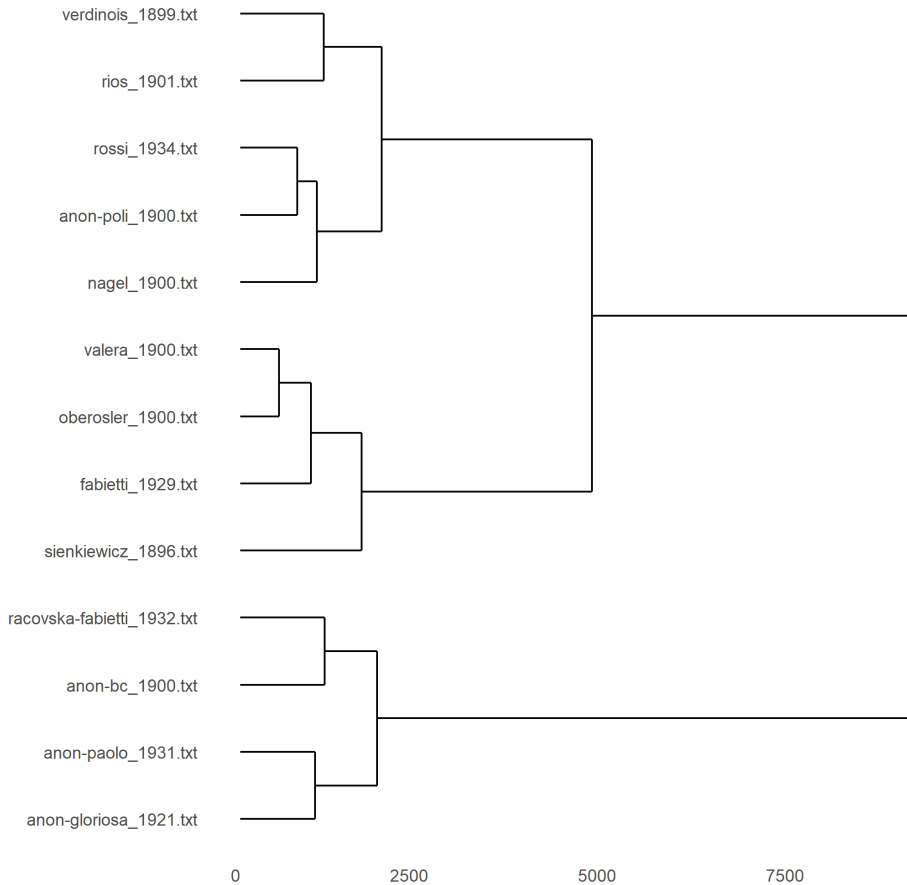 verdinois_1899.txt
rios_1901.txt
rossi_1934.txt
anon-poli_1900.txt
nagel_1900.txt
valera_1900.txt
oberosler_1900.txt
fabietti_1929.txt
sienkiewicz_1896.txt
racovska-fabietti_1932.txt
anon-bc_1900.txt
anon-paolo_1931.txt
anon-gloriosa_1921.txt
0 2500 5000 7500